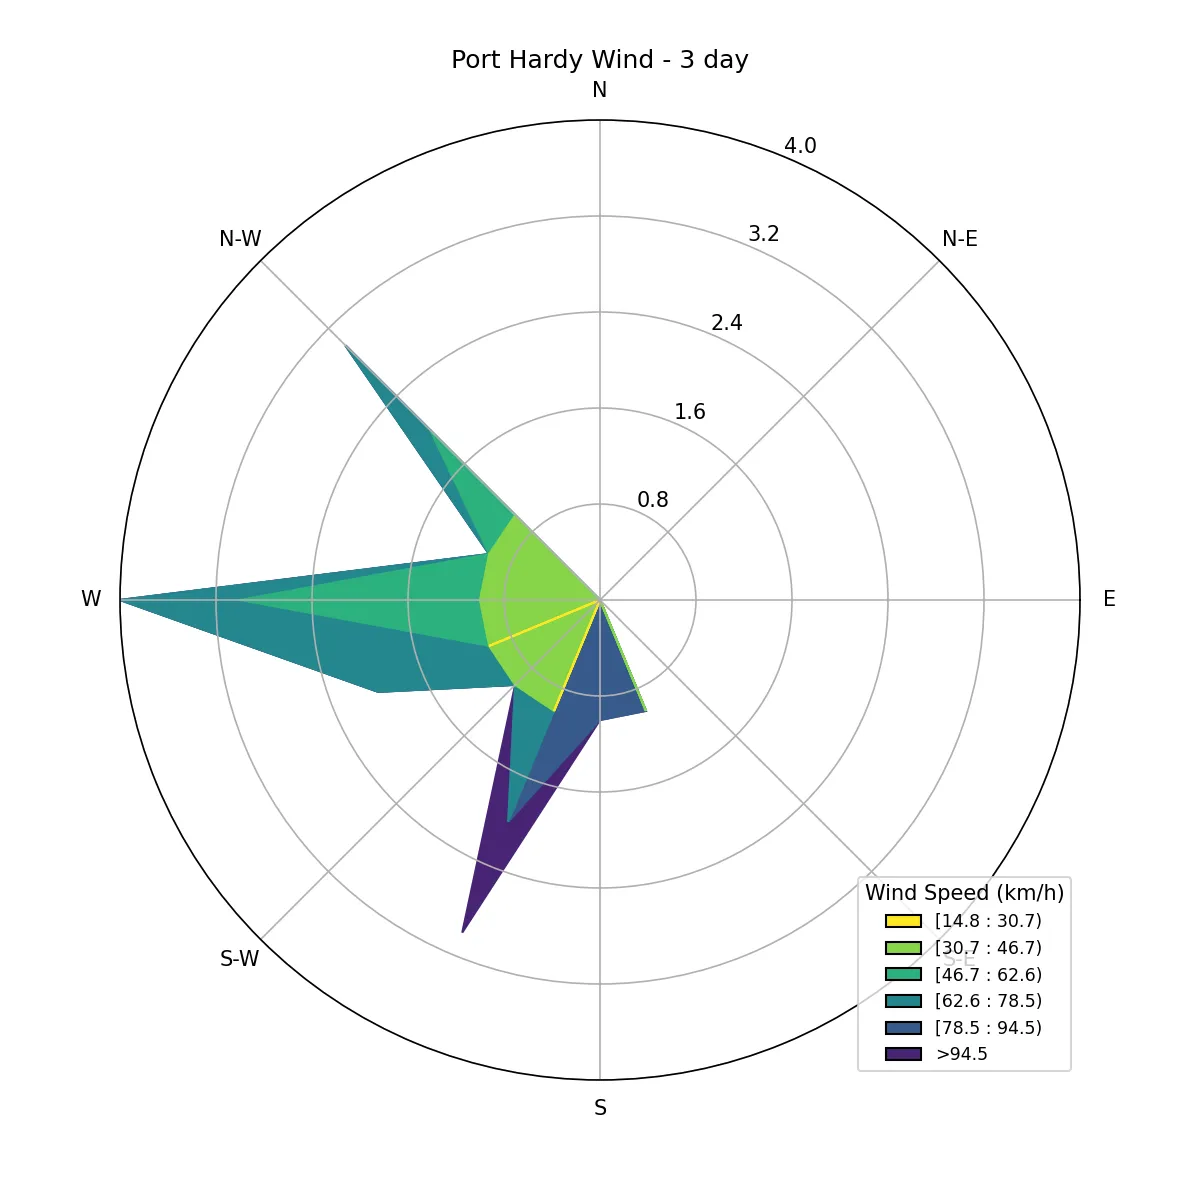 Port Hardy Wind - 3 day
N
4.0
N-W
3.2
N-E
2.4
1.6
0.8
W
E
S-W
S-E
Wind Speed (km/h)
[14.8 : 30.7)
[30.7 : 46.7)
[46.7 : 62.6)
[62.6 : 78.5)
[78.5 : 94.5)
>94.5
S